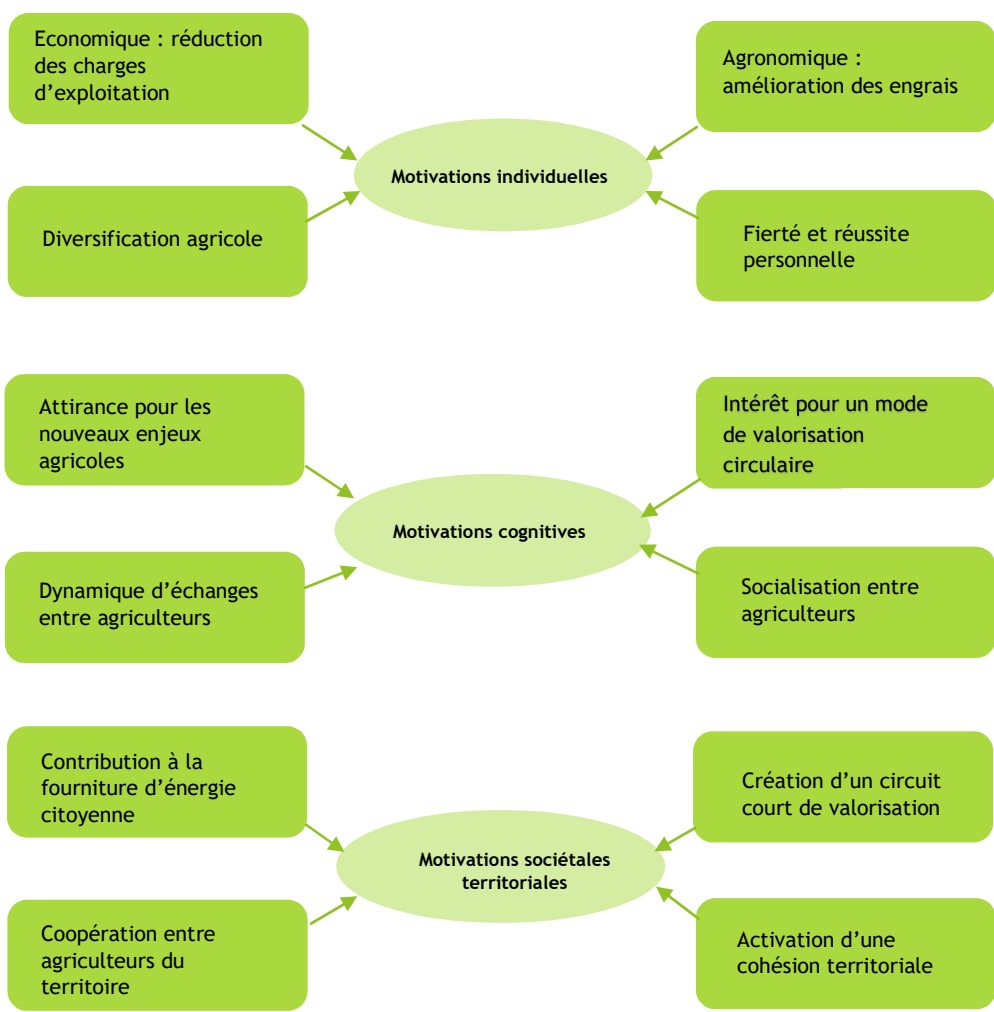 Economique : réduction
des charges
d’exploitation
Agronomique :
amélioration des engrais
Motivations individuelles
Diversification agricole
Fierté et réussite
personnelle
Attirance pour les
nouveaux enjeux
agricoles
Intérêt pour un mode
de valorisation
circulaire
Motivations cognitives
Dynamique d’échanges
entre agriculteurs
Socialisation entre
agriculteurs
Contribution à la
fourniture d’énergie
citoyenne
Création d’un circuit
court de valorisation
Motivations sociétales
territoriales
Coopération entre
agriculteurs du
territoire
Activation d’une
cohésion territoriale